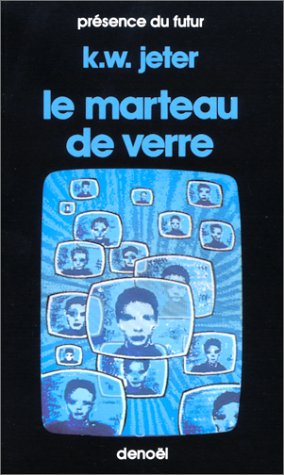 présence du futur
k.w. jeter
le marteau
de verre
denoël